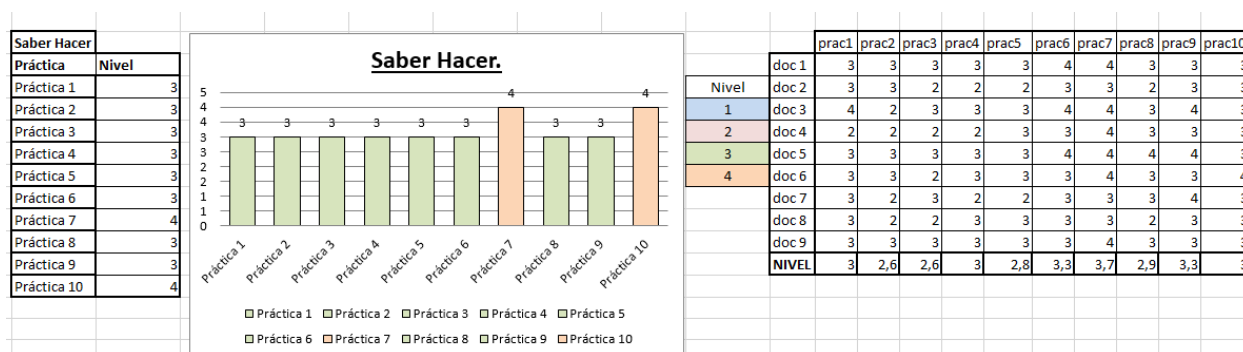 Saber Hacer
Práctica Nivel
Práctica 1 3
Práctica 2 3
Práctica 3 3
Práctica 4 3
Práctica 5 3
Práctica 6 3
Práctica 7 4
Práctica 8 3
Práctica 9 3
Práctica 10 4
Saber Hacer.
5
4
4
3
3
2
2
1
1
0
3 3 3 3 3 3 4 3 3 4
Práctica 1 Práctica 2 Práctica 3 Práctica 4 Práctica 5 Práctica 6 Práctica 7 Práctica 8 Práctica 9 Práctica 10
Práctica 1 Práctica 2 Práctica 3 Práctica 4 Práctica 5
Práctica 6 Práctica 7 Práctica 8 Práctica 9 Práctica 10
Nivel
1
2
3
4
prac1 prac2 prac3 prac4 prac5 prac6 prac7 prac8 prac9 prac10
doc 1 3 3 3 3 3 4 4 3 3
doc 2 3 3 2 2 2 3 3 2 3
doc 3 4 2 3 3 3 4 4 3 4
doc 4 2 2 2 2 3 3 4 3 3
doc 5 3 3 3 3 3 4 4 4 4
doc 6 3 3 2 3 3 3 4 3 3
doc 7 3 2 3 2 2 3 3 3 4
doc 8 3 2 2 3 3 3 3 2 3
doc 9 3 3 3 3 3 3 4 3 3
NIVEL 3 2,6 2,6 3 2,8 3,3 3,7 2,9 3,3